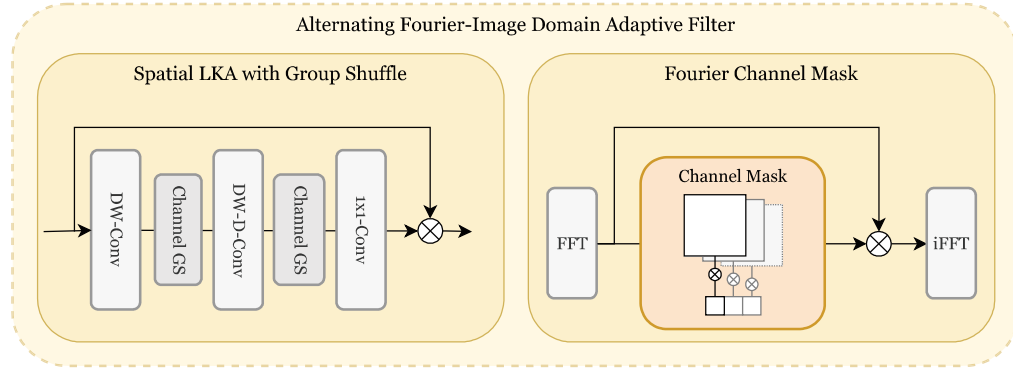 Alternating Fourier-Image Domain Adaptive Filter
Spatial LKA with Group Shuffle
DW-Conv
Channel GS
DW-D-Conv
Channel GS
1x1-Conv
Fourier Channel Mask
FFT
Channel Mask
iFFT